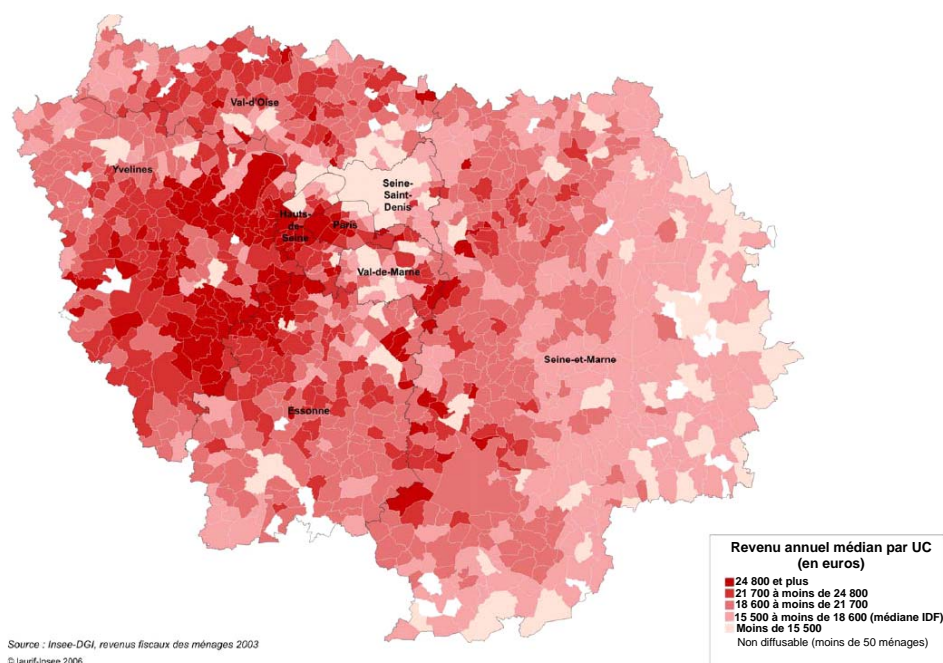 Val-d'Oise
Yvelines
Seine-
Saint-
Denis
Hauts-
de-
Seine
Paris
Val-de-Marne
Seine-et-Marne
Essonne
Revenu annuel médian par UC
(en euros)
24 800 et plus
21 700 à moins de 24 800
18 600 à moins de 21 700
15 500 à moins de 18 600 (médiane IDF)
Moins de 15 500
Non diffusable (moins de 50 ménages)
Source : Insee-DGI, revenus fiscaux des ménages 2003
© Iaurif-Insee 2006